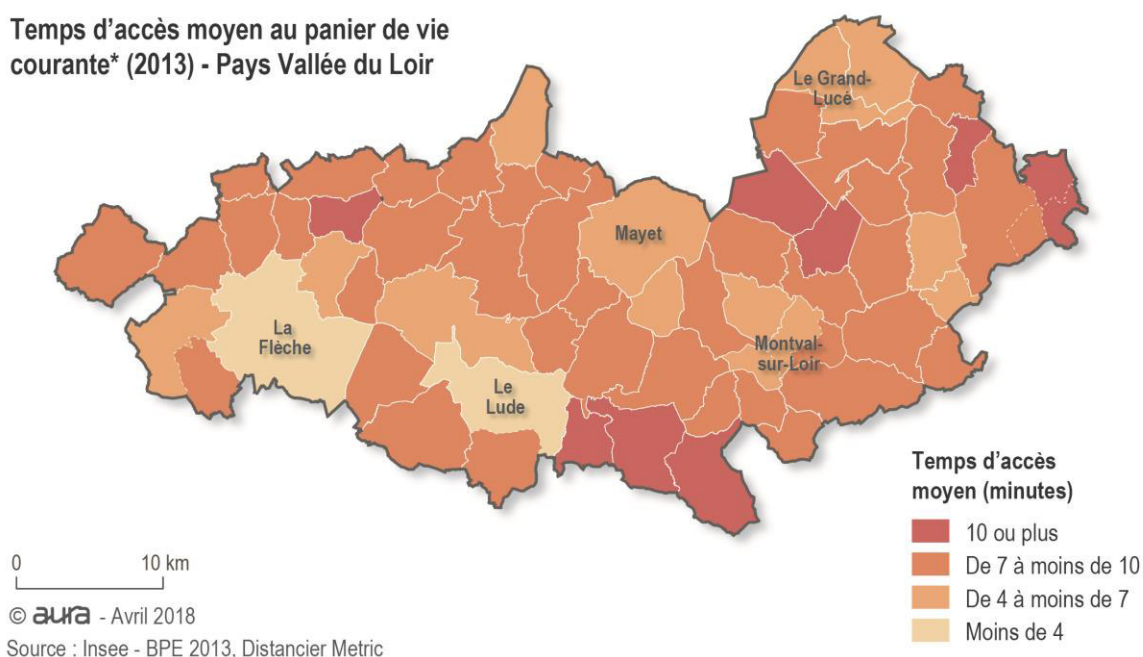 Temps d’accès moyen au panier de vie
courante* (2013) - Pays Vallée du Loir
Le Grand-
Lucé
Mayet
La
Flèche
Montval-
sur-Loir
Le
Lude
Temps d’accès
moyen (minutes)
10 ou plus
De 7 à moins de 10
De 4 à moins de 7
Moins de 4
0 10 km
© aura - Avril 2018
Source : Insee - BPE 2013, Distancier Metric